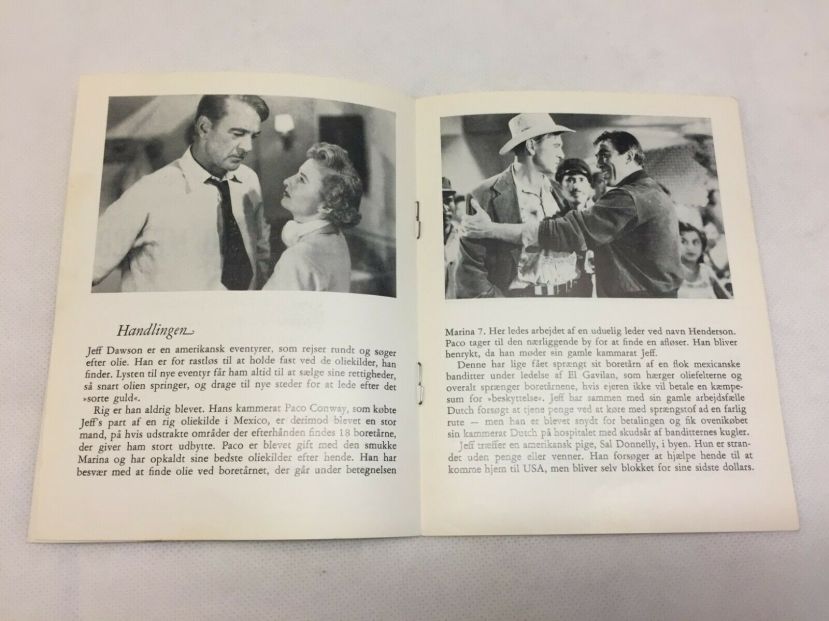 Handlingen
Jeff Dawson er en amerikansk eventyrer, som rejser rundt og søger
efter olie. Han er for rastløs til at holde fast ved de oliekilder, han
finder. Lysten til nye eventyr får ham altid til at sælge sine rettigheder,
så snart olien springer, og drage til nye steder for at lede efter det
»sorte guld«.
Rig er han aldrig blevet. Hans kammerat Paco Conway, som købte
Jeff's part af en rig oliekilde i Mexico, er derimod blevet en stor
mand, på hvis udstrakte områder der efterhånden findes 18 boretårne,
der giver ham stort udbytte. Paco er blevet gift med den smukke
Marina og har opkaldt sine bedste oliekilder efter hende. Han har
besvær med at finde olie ved boretårnet, der går under betegnelsen
Marina 7. Her ledes arbejdet af en uduelig leder ved navn Henderson.
Paco tager til den nærliggende by for at finde en afløser. Han bliver
henrykt, da han møder sin gamle kammarat Jeff.
Denne har lige fået sprængt sit boretårn af en flok mexicanske
banditter under ledelse af El Gavilan, som hærger oliefelterne og
overalt sprænger boretårnene, hvis ejeren ikke vil betale en kæmpe-
sum for »beskyttelse«. Jeff har sammen med sin gamle arbejdsfælle
Dutch forsøgt at tjene penge ved at køre med sprængstof ad en farlig
rute — men han er blevet snydt for betalingen og fik ovenikøbet
sin kammerat Dutch på hospitalet med skudsår af banditternes kugler.
Jeff træffer en amerikansk pige, Sal Donnelly, i byen. Hun er stran-
det uden penge eller venner. Han forsøger at hjælpe hende til at
komme hjem til USA, men bliver selv blokket for sine sidste dollars.